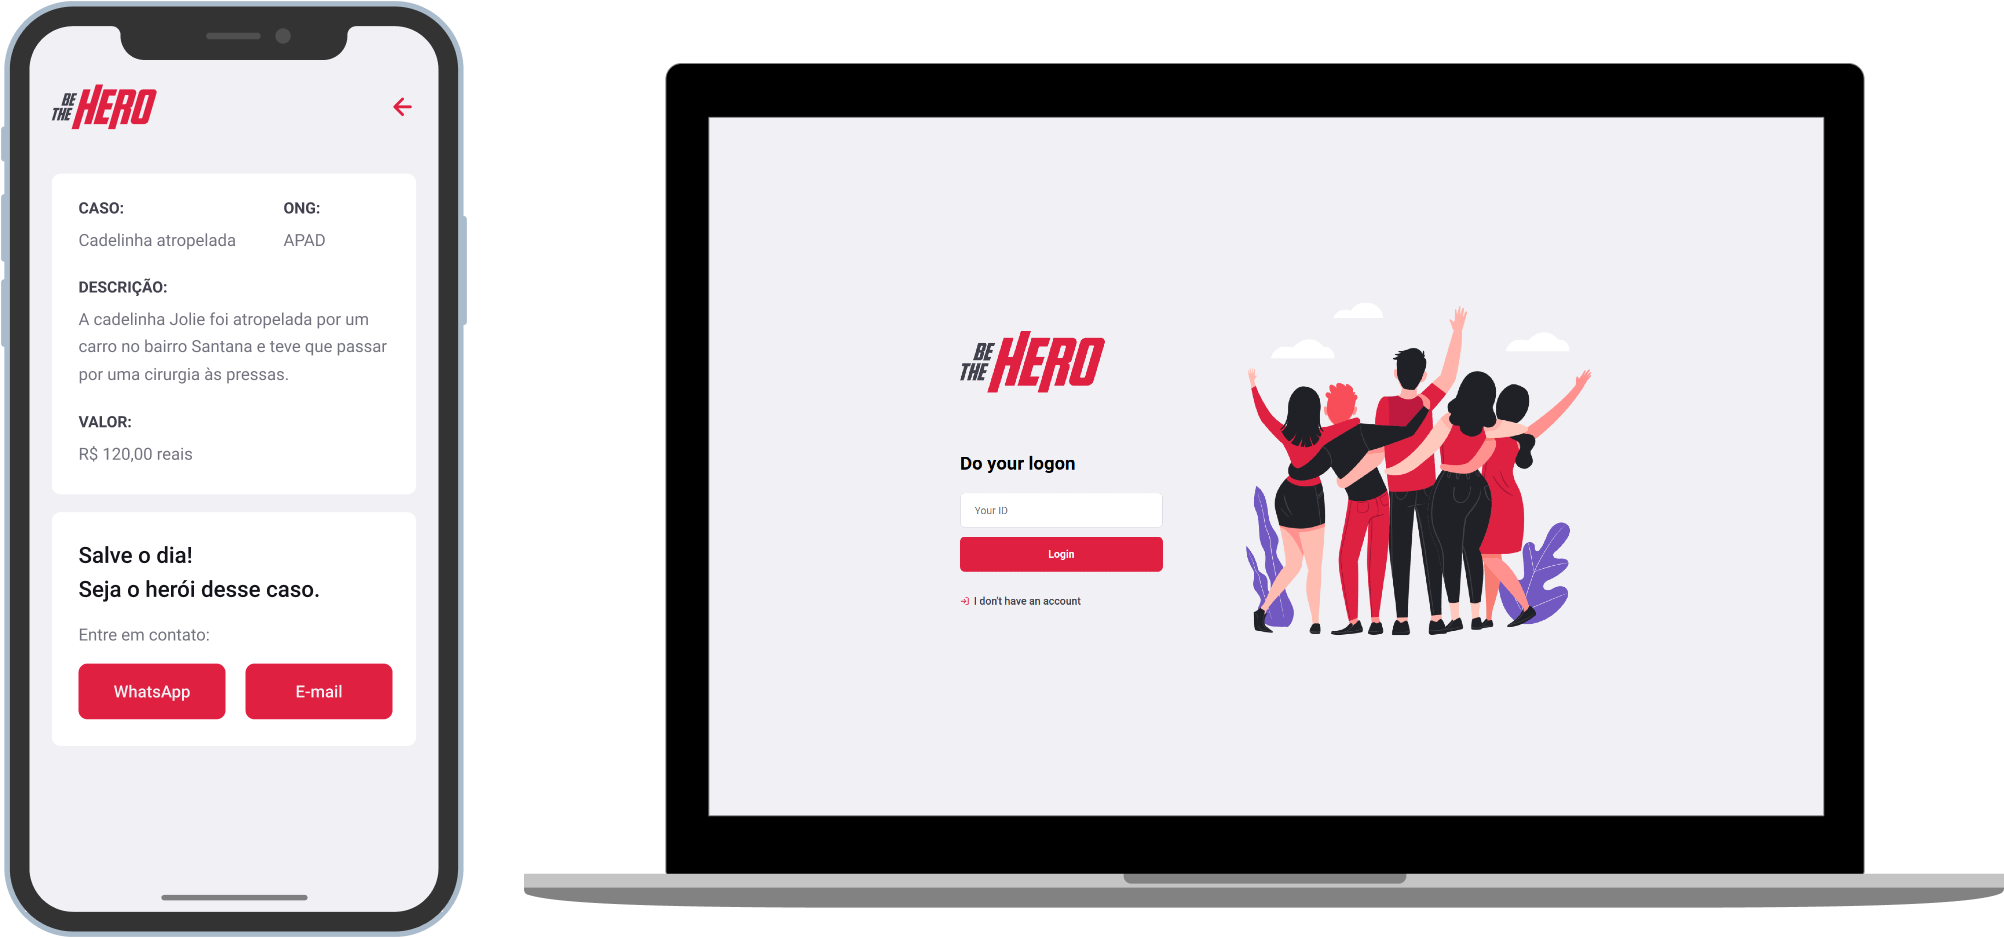 BE
THE HERO
CASO: ONG:
Cadelinha atropelada APAD
DESCRIÇÃO:
A cadelinha Jolie foi atropelada por um
carro no bairro Santana e teve que passar
por uma cirurgia às pressas.
VALOR:
R$ 120,00 reais
Salve o dia!
Seja o herói desse caso.
Entre em contato:
WhatsApp E-mail
BE
THE HERO
Do your logon
Your ID
Login
I don't have an account